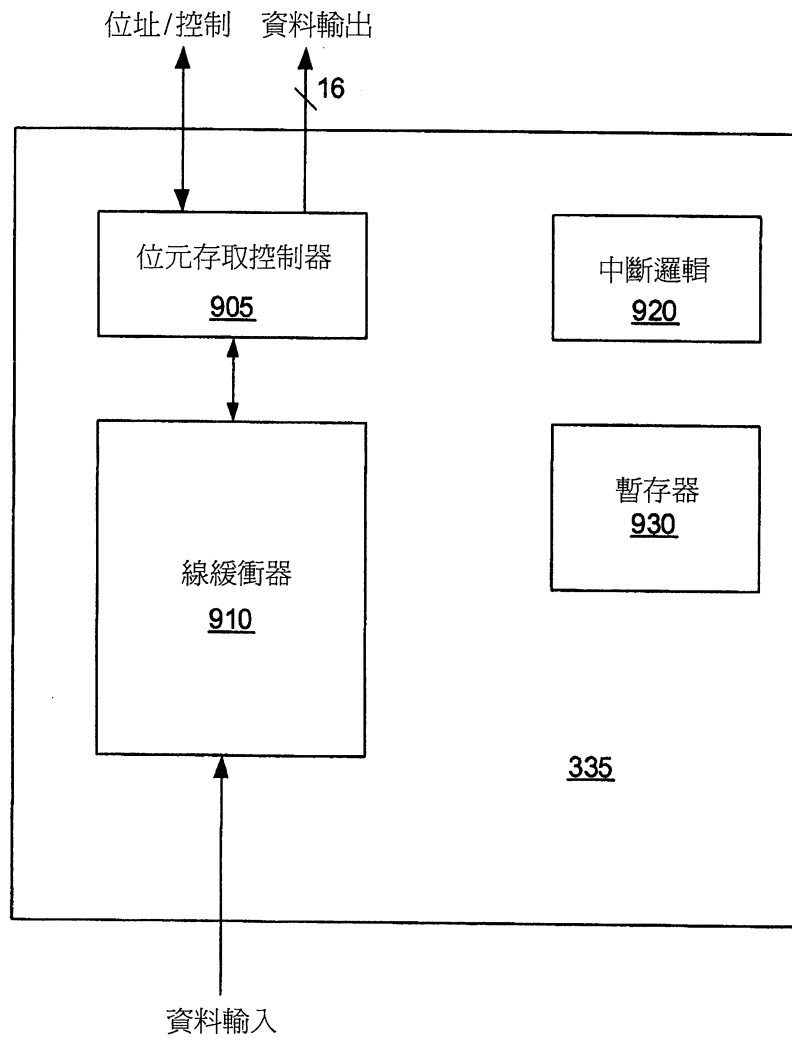 位址/控制
資料輸出
16
位元存取控制器
905
中斷邏輯
920
暫存器
930
線緩衝器
910
335
資料輸入